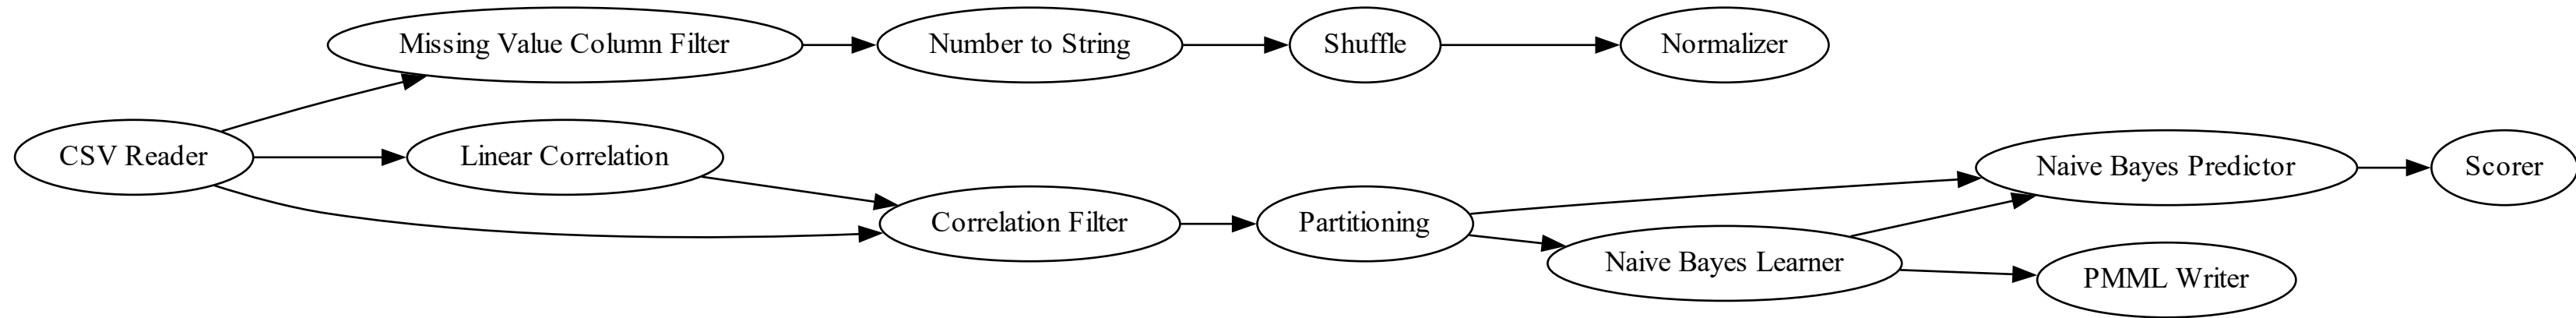 Missing Value Column Filter
Number to String
Shuffle
Normalizer
CSV Reader
Linear Correlation
Naive Bayes Predictor
Scorer
Correlation Filter
Partitioning
Naive Bayes Learner
PMML Writer